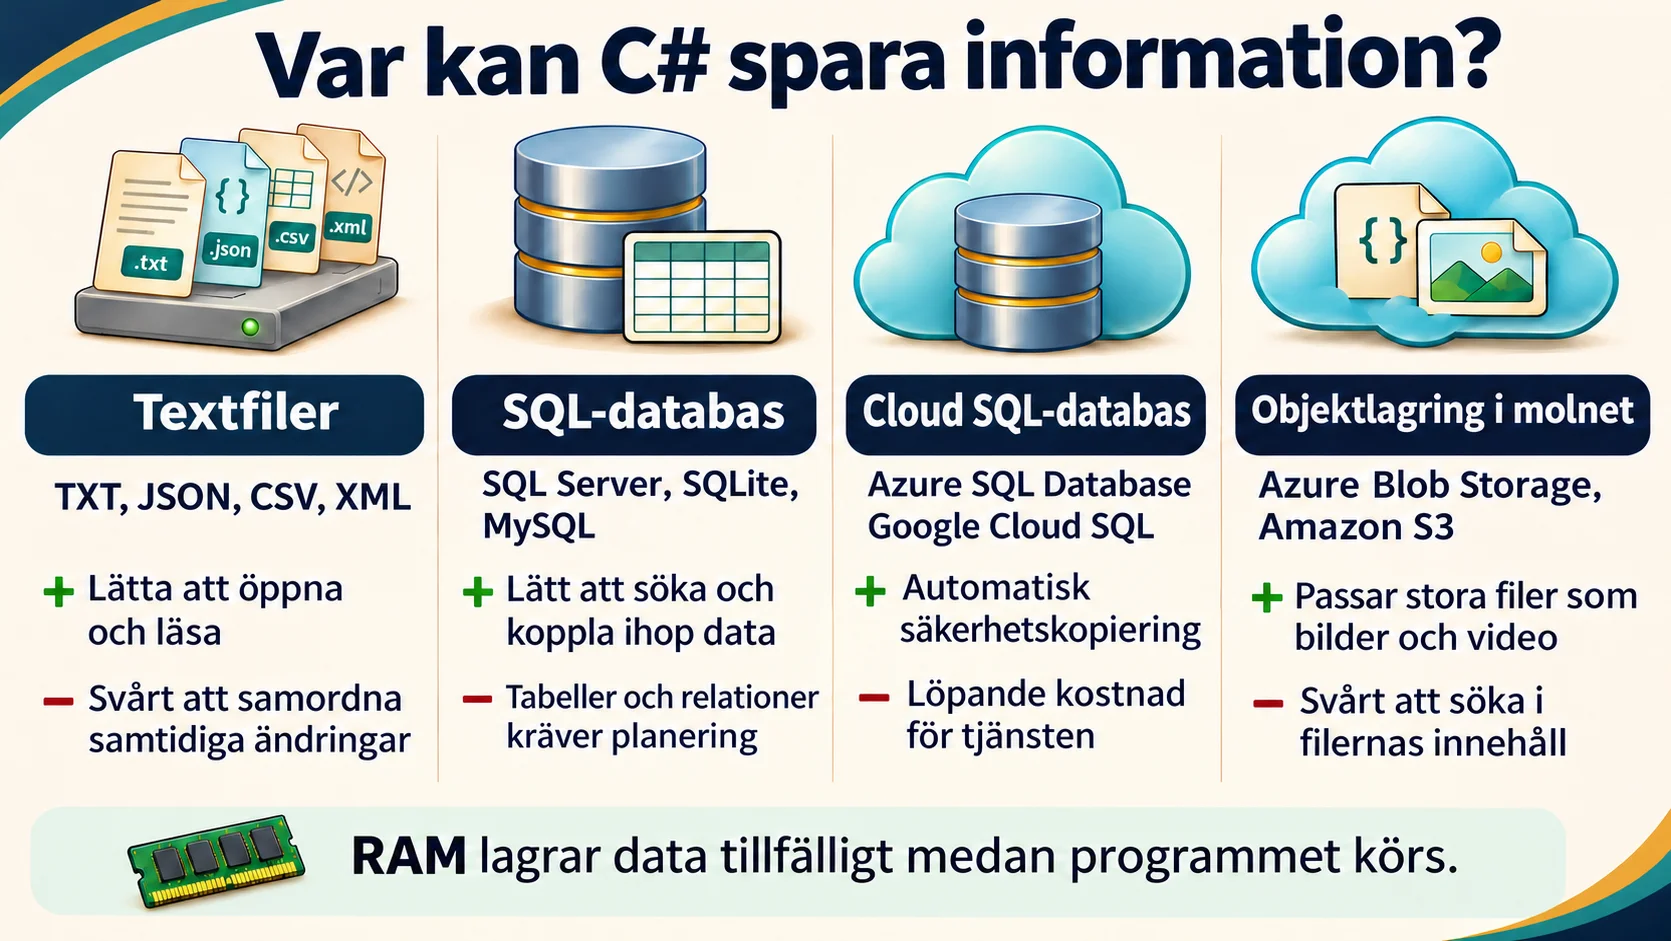 Var kan C# spara information?
.txt
.json
.csv
</>
.xml
{}
{}
Textfiler
TXT, JSON, CSV, XML
+ Lätta att öppna
och läsa
− Svårt att samordna
samtidiga ändringar
SQL-databas
SQL Server, SQLite,
MySQL
+ Lätt att söka och
koppla ihop data
− Tabeller och relationer
kräver planering
Cloud SQL-databas
Azure SQL Database
Google Cloud SQL
+ Automatisk
säkerhetskopiering
− Löpande kostnad
för tjänsten
Objektlagring i molnet
Azure Blob Storage,
Amazon S3
+ Passar stora filer som
bilder och video
− Svårt att söka i
filernas innehåll
RAM lagrar data tillfälligt medan programmet körs.